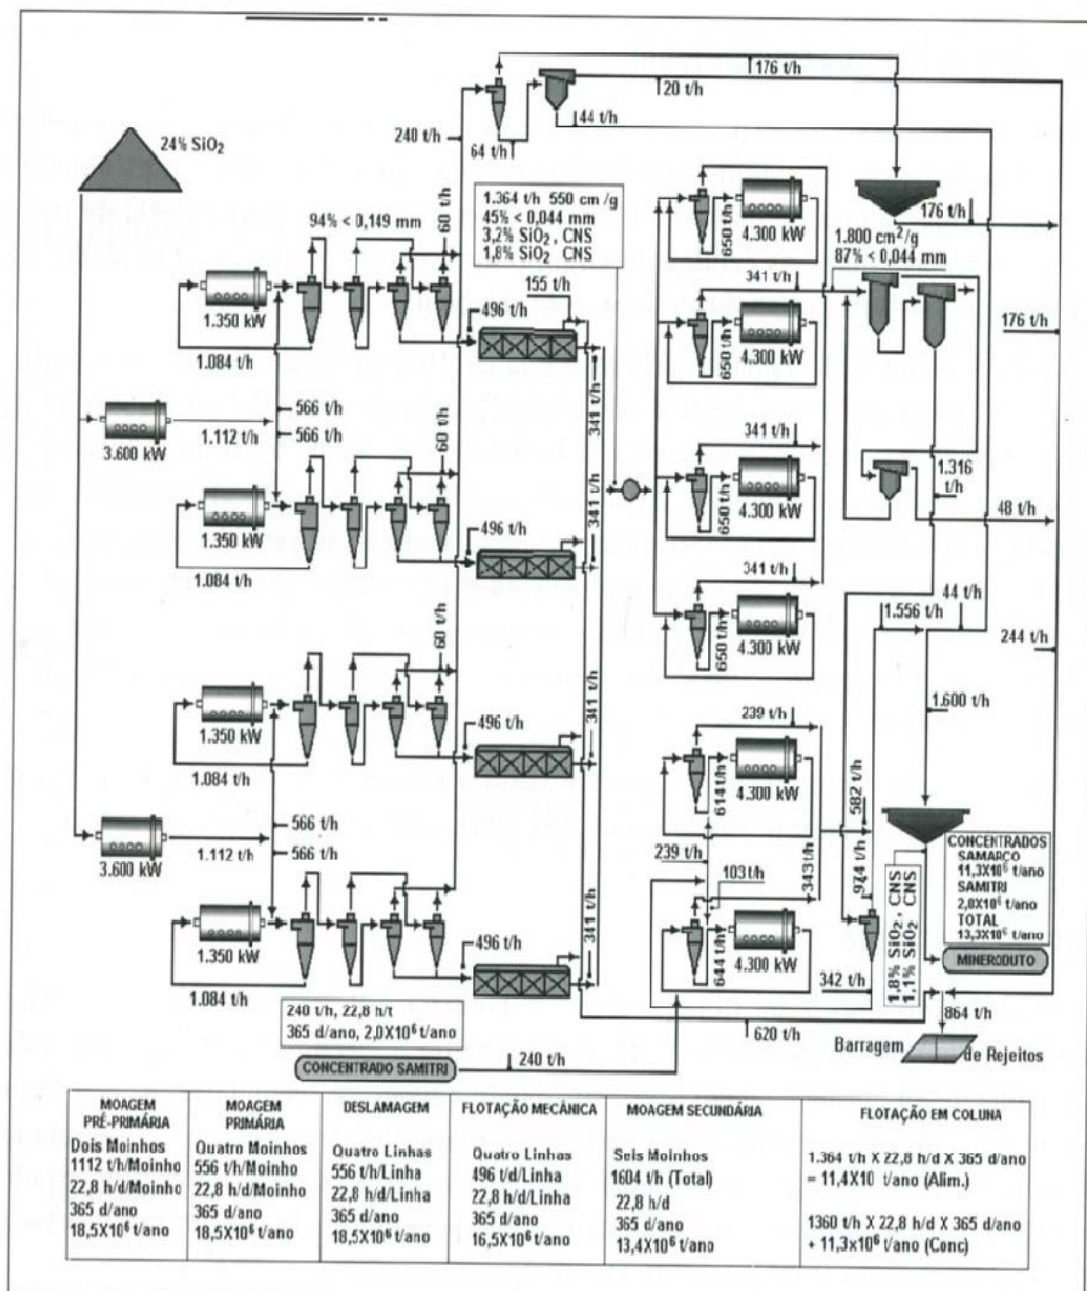 176 t/h
20 t/h
44 t/h
240 t/h
64 t/h
24% SiO₂
1.364 t/h 550 cm /g
45% < 0,044 mm
3,2% SiO₂ , CNS
1,8% SiO₂ CNS
94% < 0,149 mm
60 t/h
1.350 kW
1.084 t/h
496 t/h
155 t/h
341 t/h
650 t/h
4.300 kW
176 t/h
1.800 cm²/g
87% < 0,044 mm
341 t/h
650 t/h
4.300 kW
176 t/h
3.600 kW
1.112 t/h
566 t/h
566 t/h
60 t/h
1.350 kW
1.084 t/h
496 t/h
341 t/h
341 t/h
650 t/h
4.300 kW
1.316
t/h
48 t/h
341 t/h
650 t/h
4.300 kW
1.556 t/h
44 t/h
244 t/h
60 t/h
1.350 kW
1.084 t/h
496 t/h
341 t/h
1.600 t/h
239 t/h
614 t/h
4.300 kW
582 t/h
3.600 kW
1.112 t/h
566 t/h
566 t/h
239 t/h
103 t/h
343 t/h
CONCENTRADOS
SAMARCO
11,3X10⁶ t/ano
SAMITRI
2,0X10⁶ t/ano
TOTAL
13,3X10⁶ t/ano
MINERODUTO
1,8% SiO₂ , CNS
1,1% SiO₂ CNS
1.350 kW
1.084 t/h
496 t/h
341 t/h
644 t/h
4.300 kW
342 t/h
240 t/h, 22,8 h/t
365 d/ano, 2,0X10⁶ t/ano
CONCENTRADO SAMITRI
240 t/h
620 t/h
864 t/h
Barragem
de Rejeitos
MOAGEM
PRÉ-PRIMÁRIA
Dois Moinhos
1112 t/h/Moinho
22,8 h/d/Moinho
365 d/ano
18,5X10⁶ t/ano
MOAGEM
PRIMÁRIA
Quatro Moinhos
556 t/h/Moinho
22,8 h/d/Moinho
365 d/ano
18,5X10⁶ t/ano
DESLAMAGEM
Quatro Linhas
556 t/h/Linha
22,8 h/d/Linha
365 d/ano
18,5X10⁶ t/ano
FLOTAÇÃO MECÂNICA
Quatro Linhas
496 t/d/Linha
22,8 h/d/Linha
365 d/ano
16,5X10⁶ t/ano
MOAGEM SECUNDÁRIA
Seis Moinhos
1604 t/h (Total)
22,8 h/d
365 d/ano
13,4X10⁶ t/ano
FLOTAÇÃO EM COLUNA
1.364 t/h X 22,8 h/d X 365 d/ano
= 11,4X10 t/ano (Alim.)
1360 t/h X 22,8 h/d X 365 d/ano
+ 11,3x10⁶ t/ano (Conc)